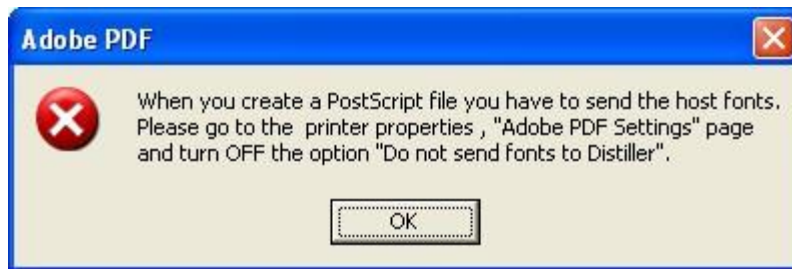 Adobe PDF
When you create a PostScript file you have to send the host fonts.
Please go to the  printer properties , "Adobe PDF Settings" page
and turn OFF the option "Do not send fonts to Distiller".
OK